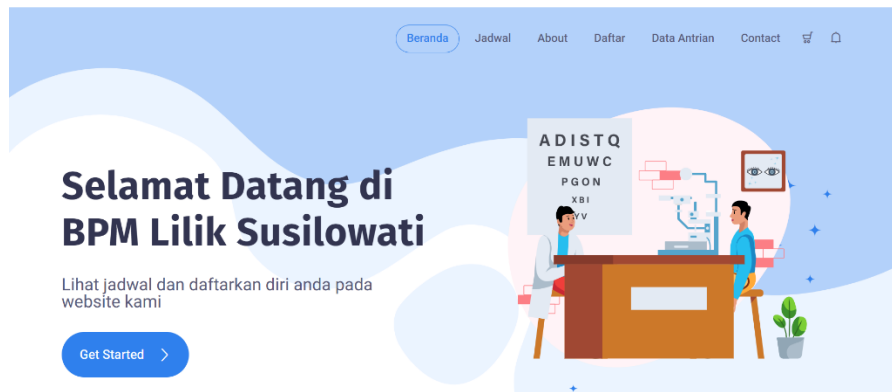 Beranda Jadwal About Daftar Data Antrian Contact
Selamat Datang di
BPM Lilik Susilowati
Lihat jadwal dan daftarkan diri anda pada
website kami
Get Started
ADISTQ
EMUWC
PGON
XBI
YV